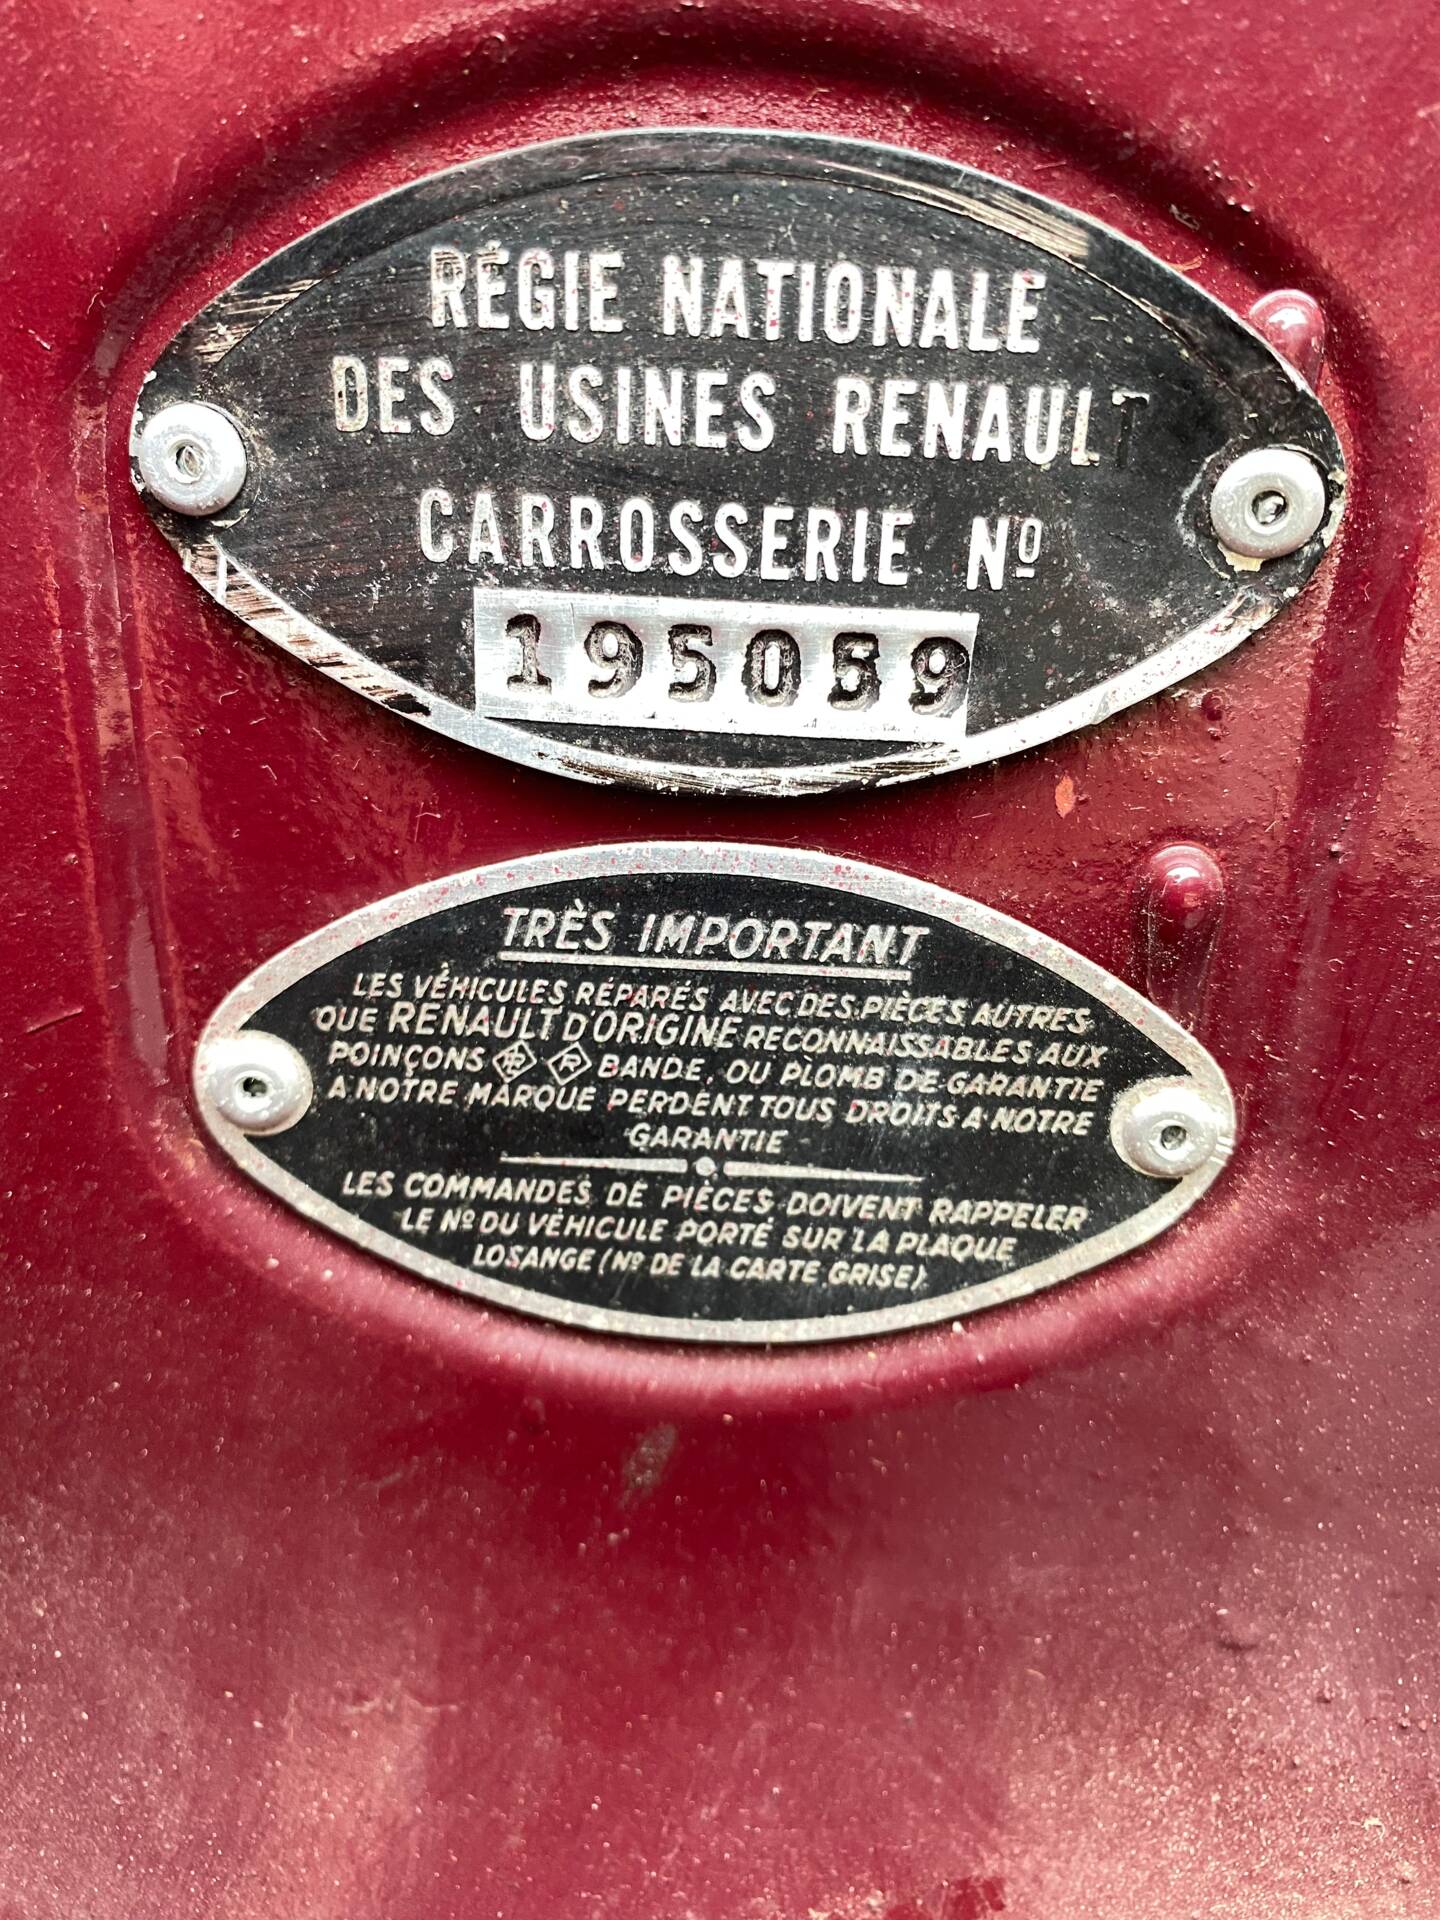 RÉGIE NATIONALE
DES USINES RENAULT
CARROSSERIE Nº
195059
TRÈS IMPORTANT
LES VÉHICULES RÉPARÉS AVEC DES PIÈCES AUTRES
QUE RENAULT D'ORIGINE RECONNAISSABLES AUX
POINÇONS RF R BANDE, OU PLOMB DE GARANTIE
A NOTRE MARQUE PERDENT TOUS DROITS A NOTRE
GARANTIE
LES COMMANDES DE PIÈCES DOIVENT RAPPELER
LE Nº DU VÉHICULE PORTÉ SUR LA PLAQUE
LOSANGE (Nº DE LA CARTE GRISE)